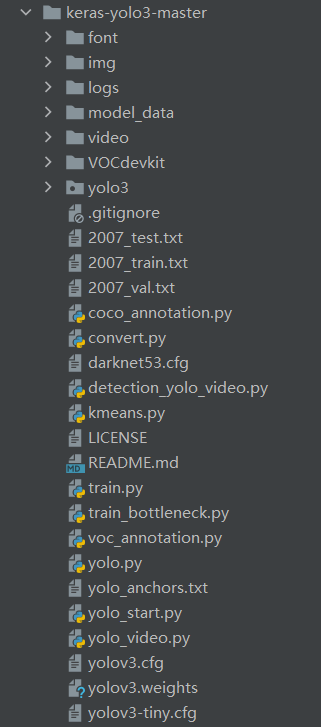 keras-yolo3-master
font
img
logs
model_data
video
VOCdevkit
yolo3
.gitignore
2007_test.txt
2007_train.txt
2007_val.txt
coco_annotation.py
convert.py
darknet53.cfg
detection_yolo_video.py
kmeans.py
LICENSE
MD README.md
train.py
train_bottleneck.py
voc_annotation.py
yolo.py
yolo_anchors.txt
yolo_start.py
yolo_video.py
yolov3.cfg
yolov3.weights
yolov3-tiny.cfg